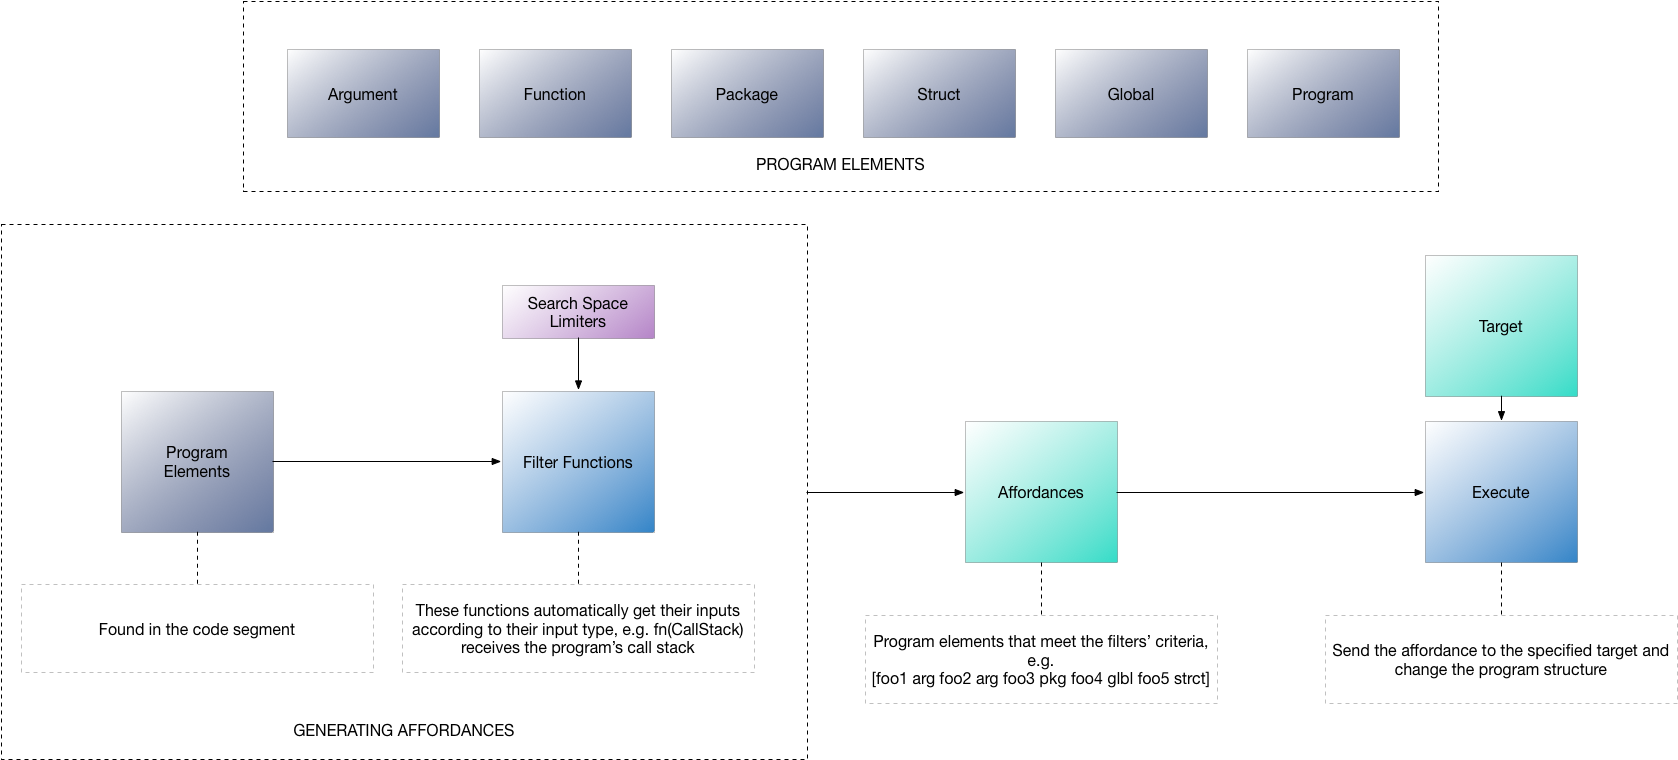 Argument
Function
Package
Struct
Global
Program
PROGRAM ELEMENTS
Search Space
Limiters
Target
Program
Elements
Filter Functions
Affordances
Execute
Found in the code segment
These functions automatically get their inputs
according to their input type, e.g. fn(CallStack)
receives the program’s call stack
Program elements that meet the filters’ criteria,
e.g.
[foo1 arg foo2 arg foo3 pkg foo4 glbl foo5 strct]
Send the affordance to the specified target and
change the program structure
GENERATING AFFORDANCES